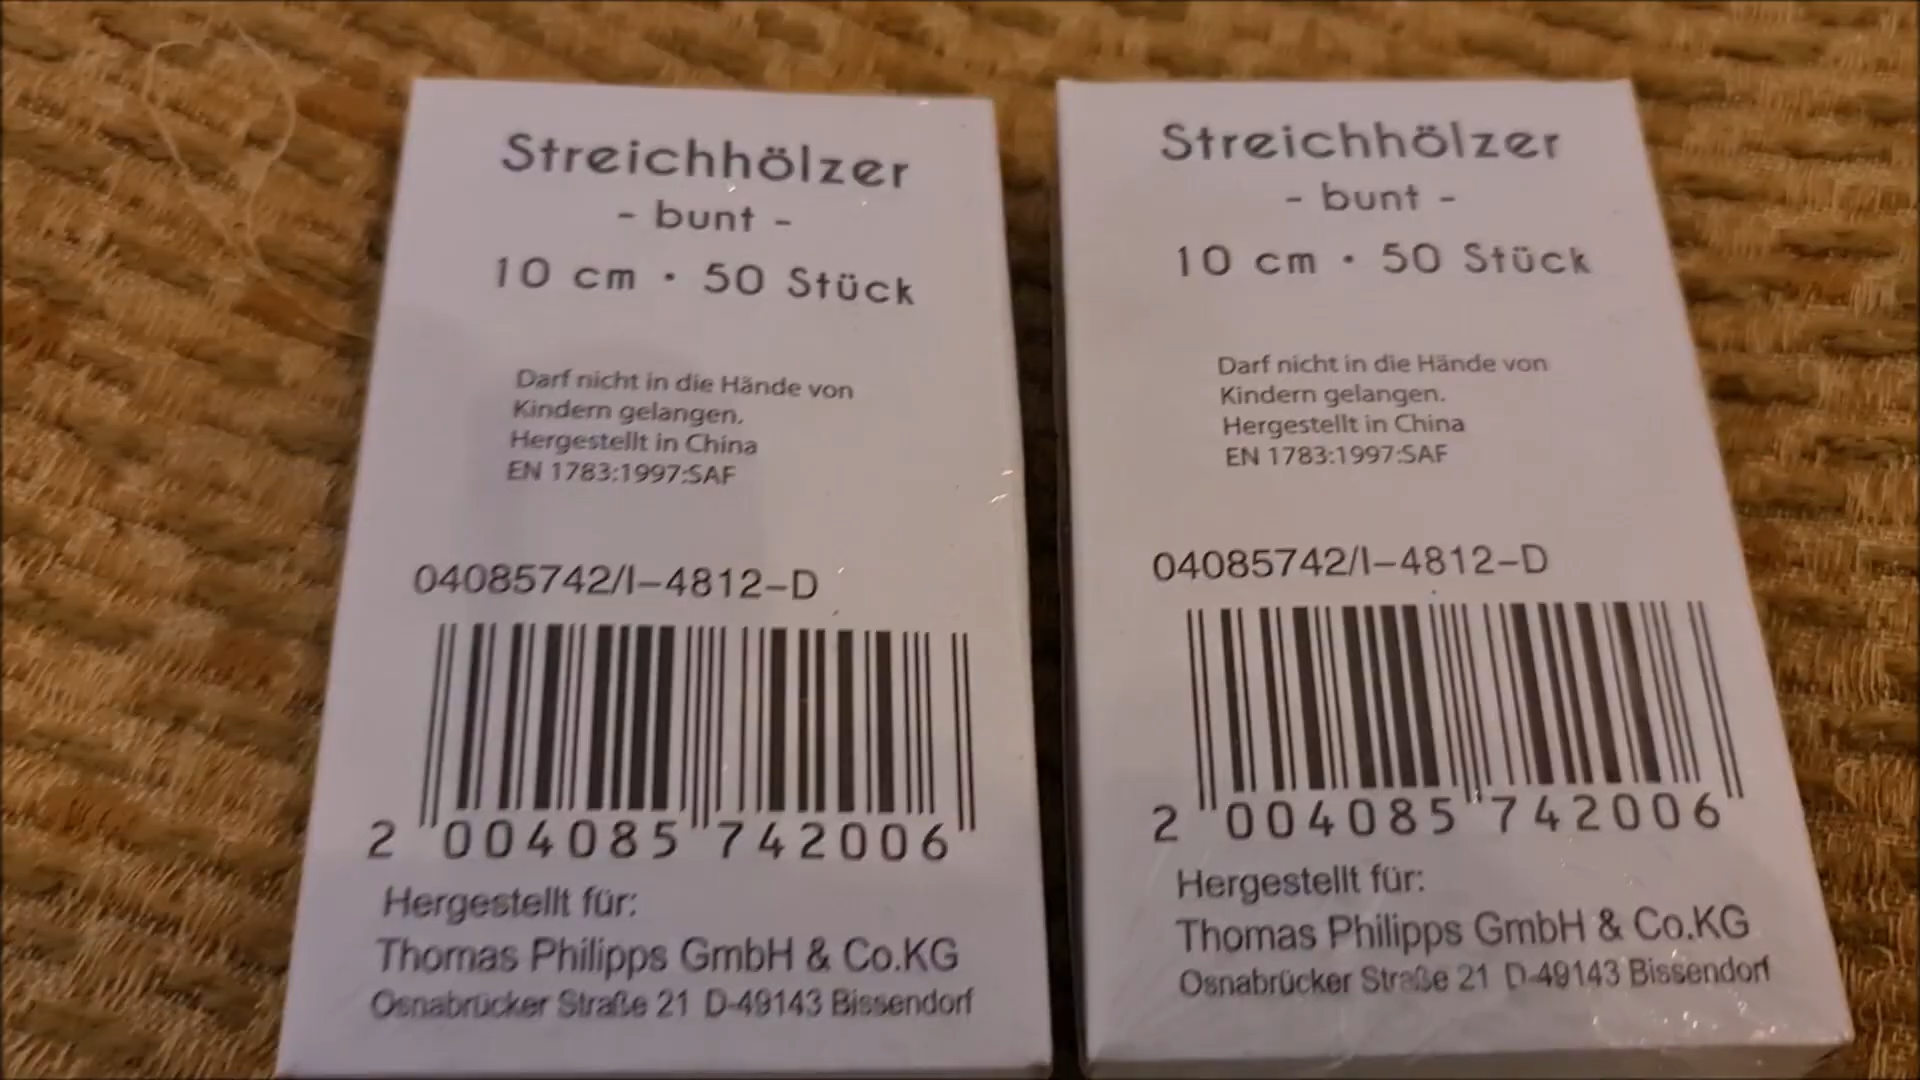 Streichhölzer
- bunt -
10 cm · 50 Stück
Darf nicht in die Hände von
Kindern gelangen.
Hergestellt in China
EN 1783:1997:SAF
04085742/I-4812-D
2 004085 742006
Hergestellt für:
Thomas Philipps GmbH & Co.KG
Osnabrücker Straße 21 D-49143 Bissendorf
Streichhölzer
- bunt -
10 cm · 50 Stück
Darf nicht in die Hände von
Kindern gelangen.
Hergestellt in China
EN 1783:1997:SAF
04085742/I-4812-D
2 004085 742006
Hergestellt für:
Thomas Philipps GmbH & Co.KG
Osnabrücker Straße 21 D-49143 Bissendorf